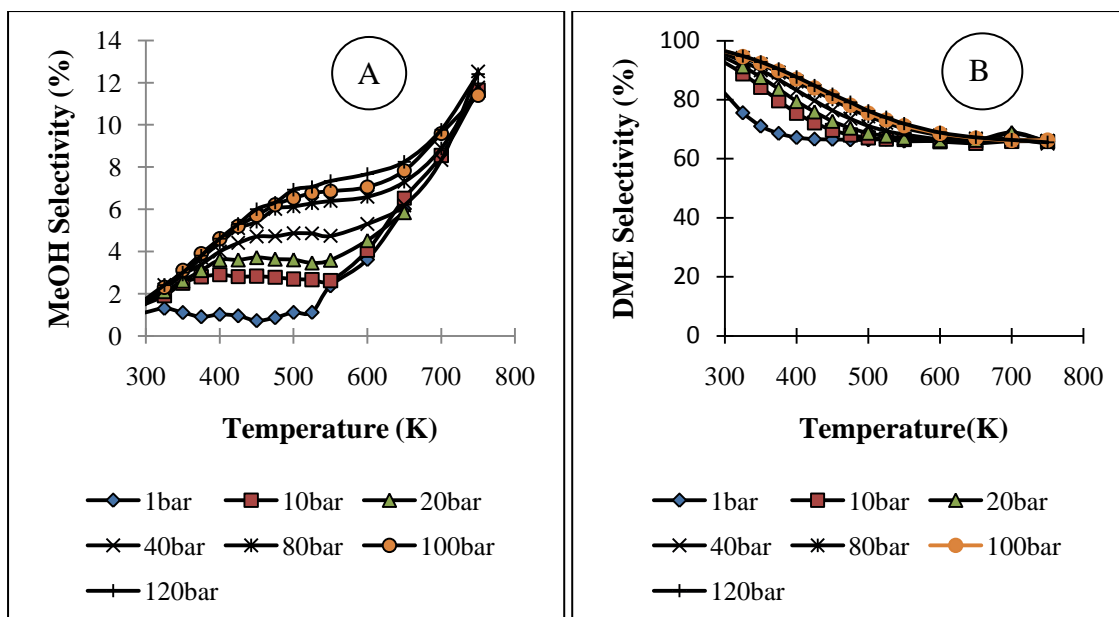 A
MeOH Selectivity (%)
14
12
10
8
6
4
2
0
300 400 500 600 700 800
Temperature (K)
1bar 10bar 20bar
40bar 80bar 100bar
120bar
B
DME Selectivity (%)
100
80
60
40
20
0
300 400 500 600 700 800
Temperature(K)
1bar 10bar 20bar
40bar 80bar 100bar
120bar